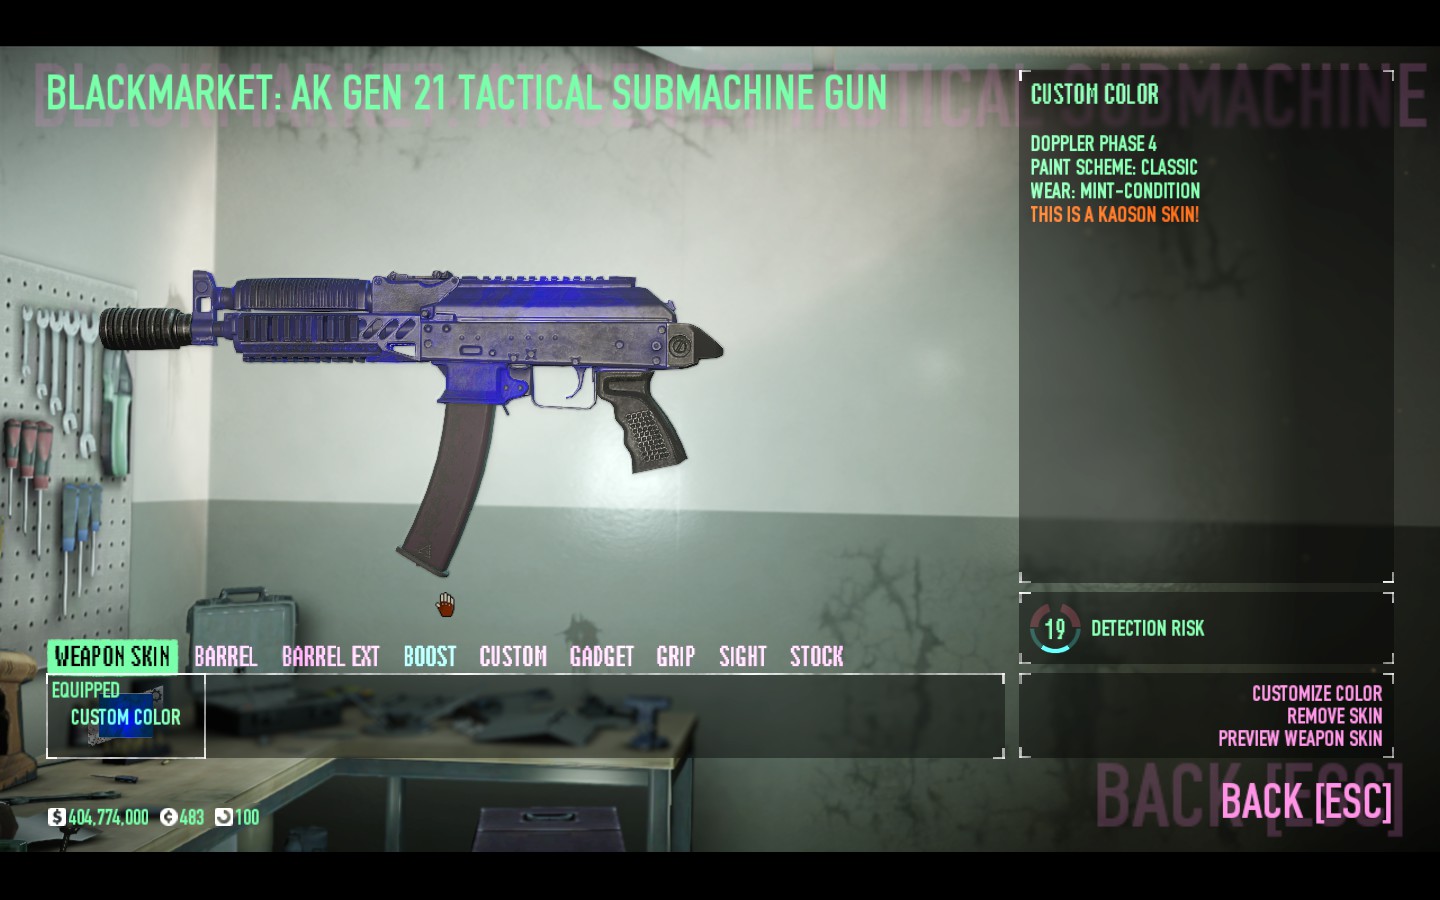 BLACKMARKET: AK GEN 21 TACTICAL SUBMACHINE GUN
CUSTOM COLOR
DOPPLER PHASE 4
PAINT SCHEME: CLASSIC
WEAR: MINT-CONDITION
THIS IS A KAOSON SKIN!
19 DETECTION RISK
WEAPON SKIN BARREL BARREL EXT BOOST CUSTOM GADGET GRIP SIGHT STOCK
EQUIPPED
CUSTOM COLOR
CUSTOMIZE COLOR
REMOVE SKIN
PREVIEW WEAPON SKIN
BACK [ESC]
$ 404,774,000 483 100